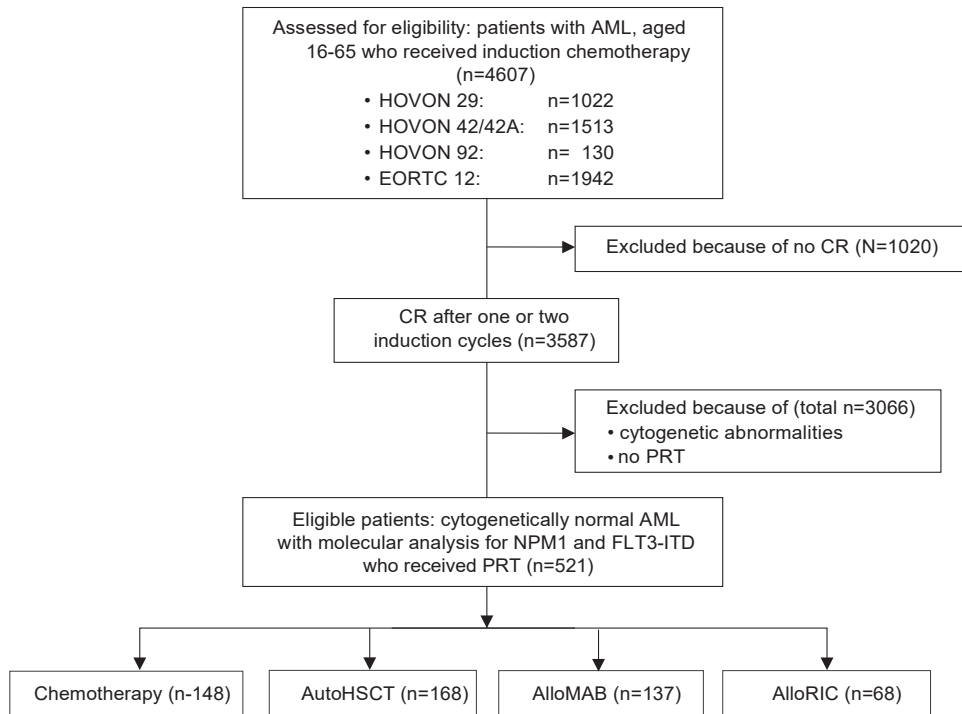 Assessed for eligibility: patients with AML, aged
16-65 who received induction chemotherapy
(n=4607)
• HOVON 29: n=1022
• HOVON 42/42A: n=1513
• HOVON 92: n= 130
• EORTC 12: n=1942
Excluded because of no CR (N=1020)
CR after one or two
induction cycles (n=3587)
Excluded because of (total n=3066)
• cytogenetic abnormalities
• no PRT
Eligible patients: cytogenetically normal AML
with molecular analysis for NPM1 and FLT3-ITD
who received PRT (n=521)
Chemotherapy (n-148)
AutoHSCT (n=168)
AlloMAB (n=137)
AlloRIC (n=68)